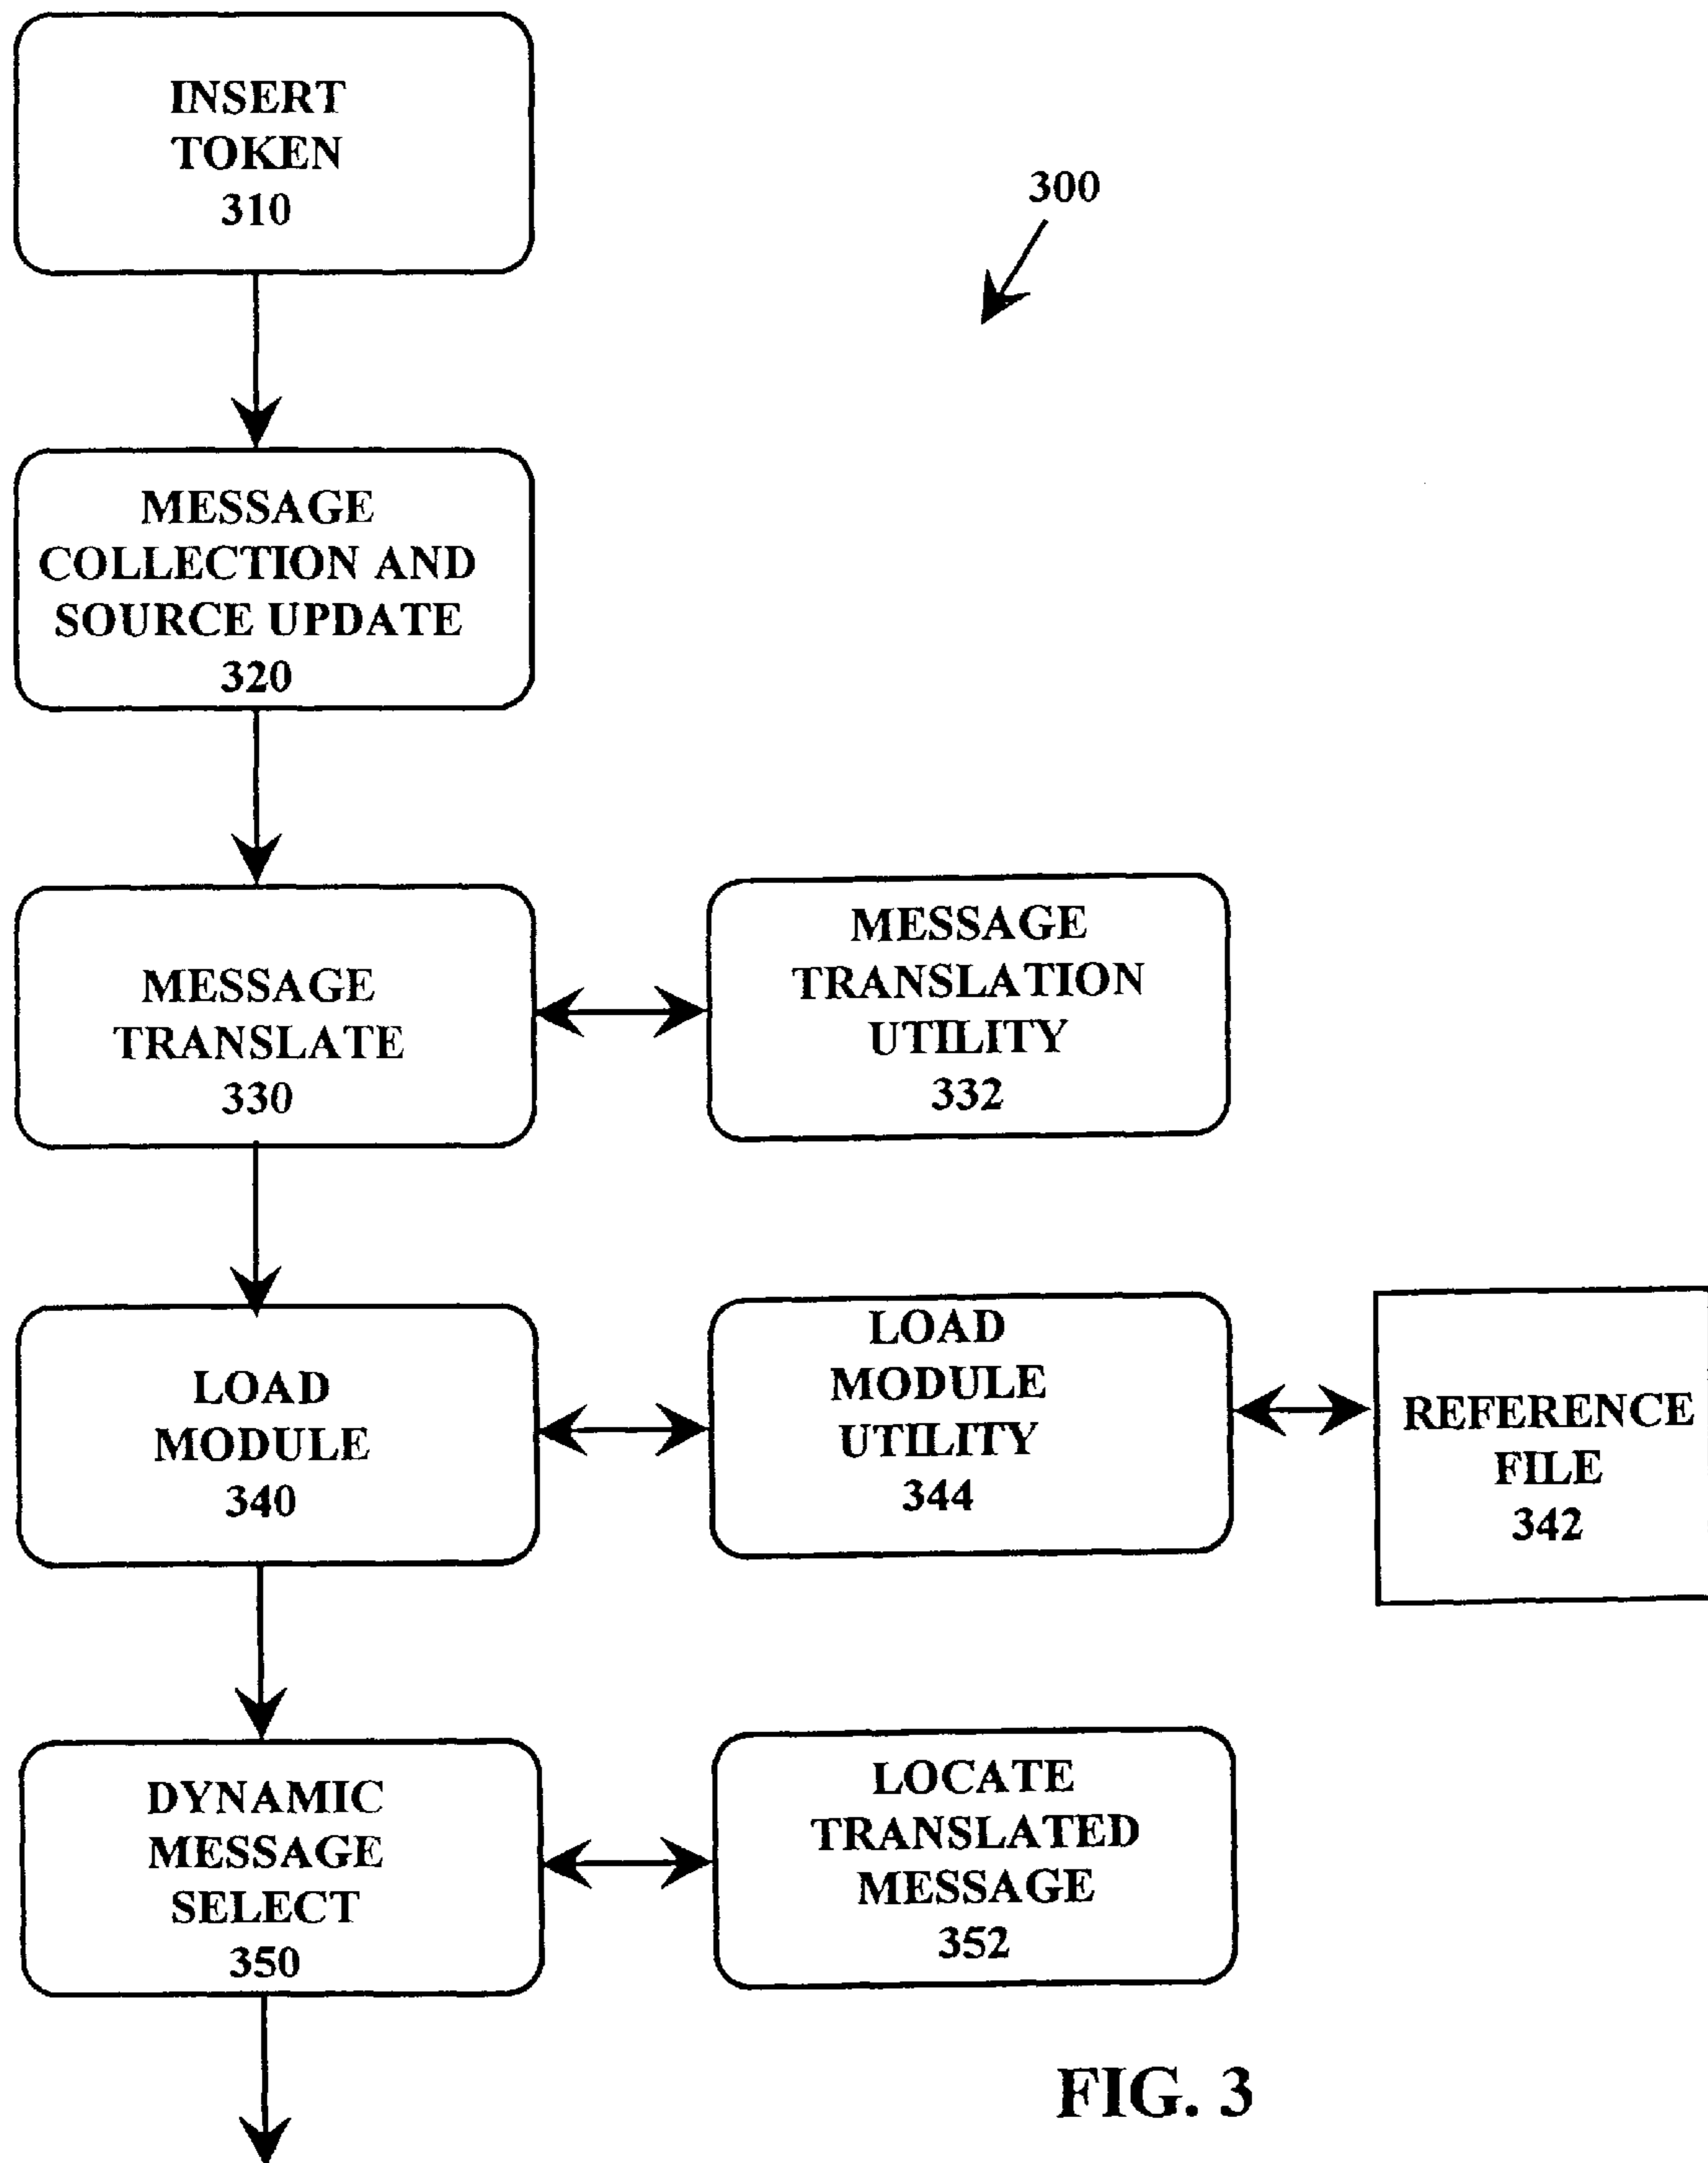 INSERT
TOKEN
310
300
MESSAGE
COLLECTION AND
SOURCE UPDATE
320
MESSAGE
TRANSLATE
330
MESSAGE
TRANSLATION
UTILITY
332
LOAD
MODULE
340
LOAD
MODULE
UTILITY
344
REFERENCE
FILE
342
DYNAMIC
MESSAGE
SELECT
350
LOCATE
TRANSLATED
MESSAGE
352
FIG. 3